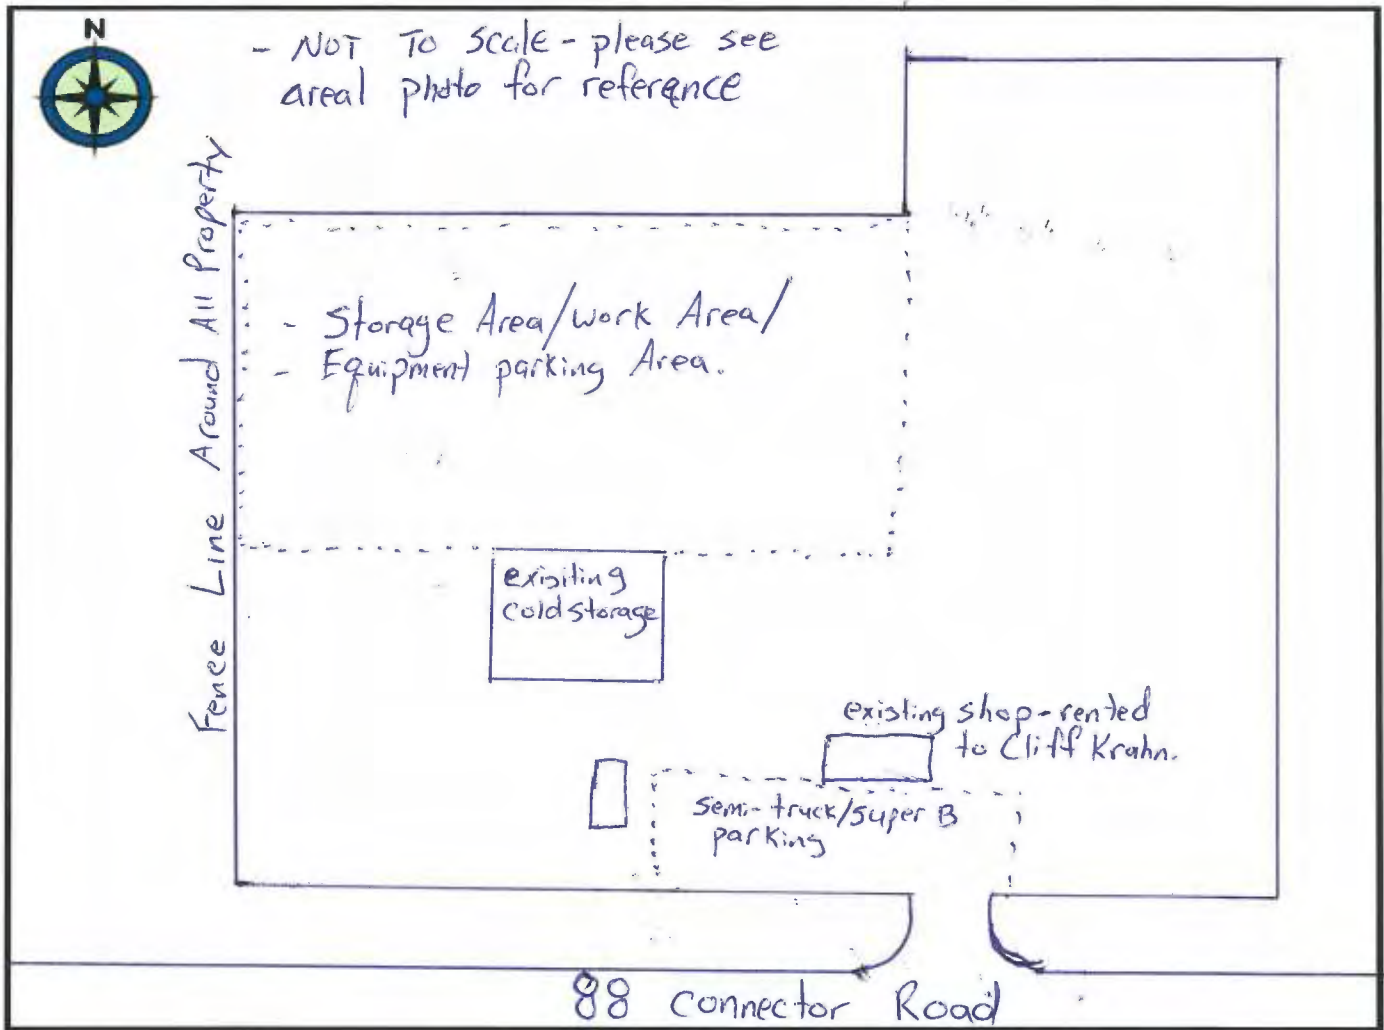 N
- NOT To Scale - please see
areal photo for reference
Fence Line Around All Property
- Storage Area/work Area/
- Equipment parking Area.
exisiting
cold storage
existing shop - rented
to Cliff Krahn.
semi-truck/super B
parking
88 connector Road